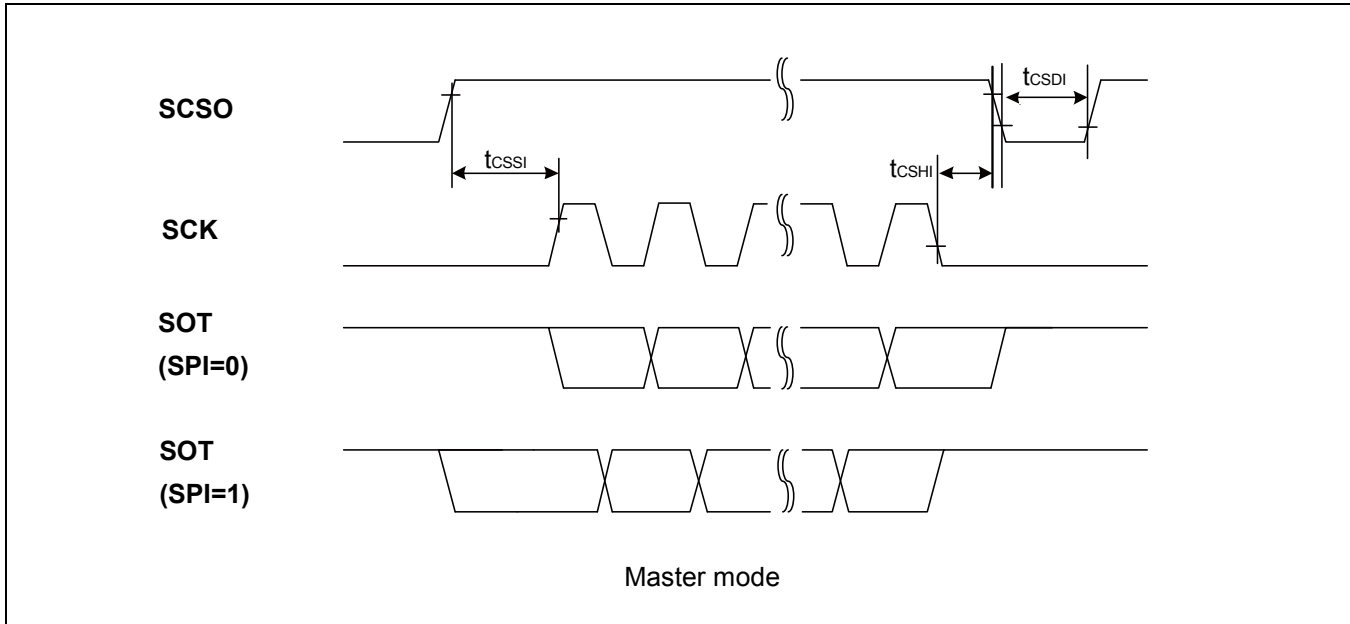 SCSO
tCSDI
tCSSI
tCSHI
SCK
SOT
(SPI=0)
SOT
(SPI=1)
Master mode